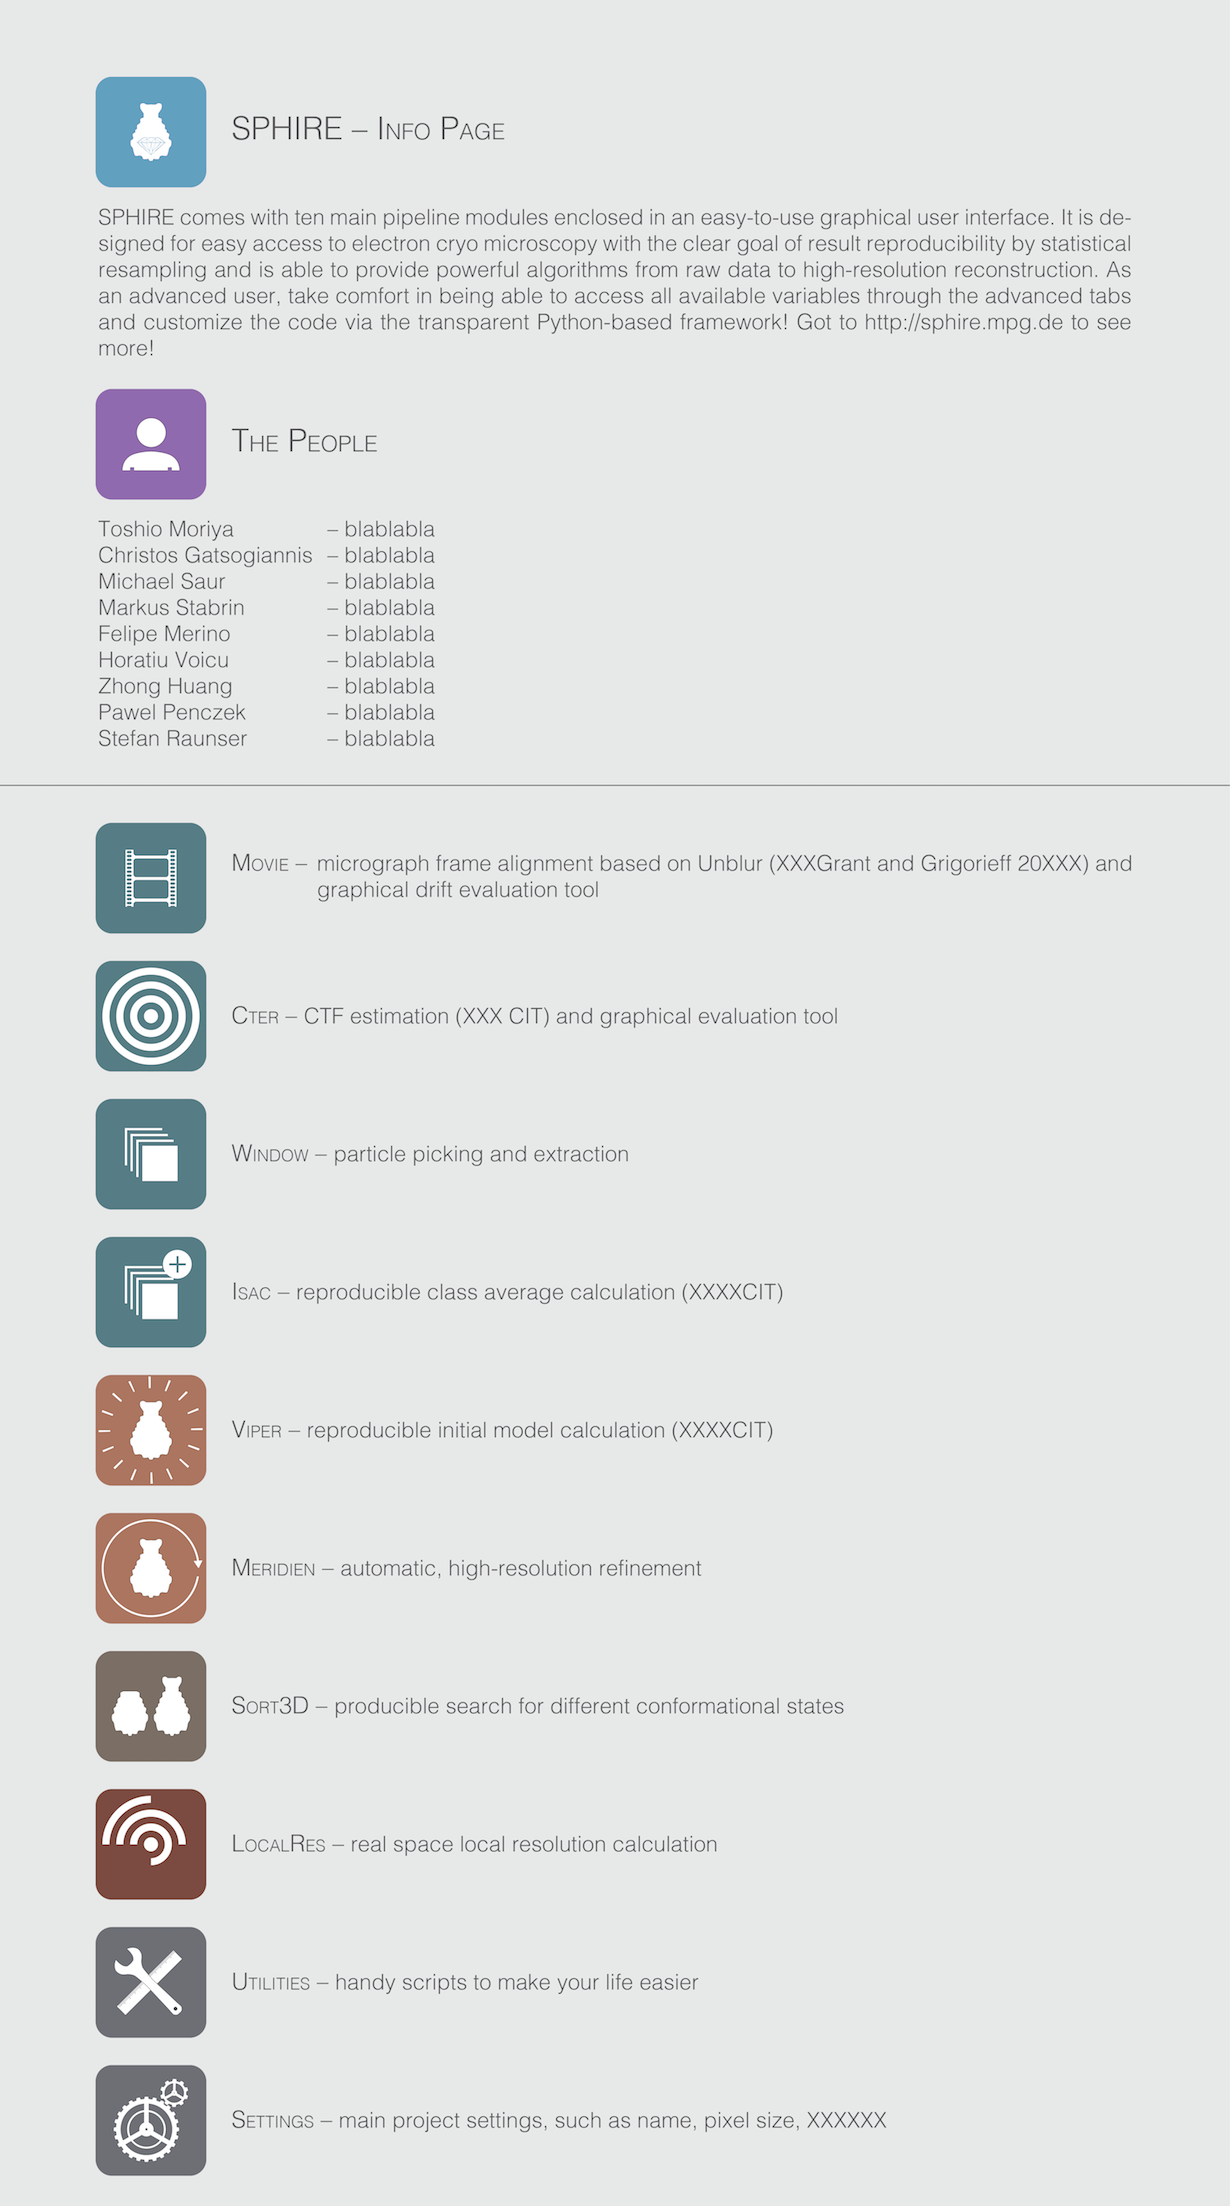 SPHIRE – Info Page
SPHIRE comes with ten main pipeline modules enclosed in an easy-to-use graphical user interface. It is de-
signed for easy access to electron cryo microscopy with the clear goal of result reproducibility by statistical
resampling and is able to provide powerful algorithms from raw data to high-resolution reconstruction. As
an advanced user, take comfort in being able to access all available variables through the advanced tabs
and customize the code via the transparent Python-based framework! Got to http://sphire.mpg.de to see
more!
The People
Toshio Moriya – blablabla
Christos Gatsogiannis – blablabla
Michael Saur – blablabla
Markus Stabrin – blablabla
Felipe Merino – blablabla
Horatiu Voicu – blablabla
Zhong Huang – blablabla
Pawel Penczek – blablabla
Stefan Raunser – blablabla
Movie – micrograph frame alignment based on Unblur (XXXGrant and Grigorieff 20XXX) and
graphical drift evaluation tool
Cter – CTF estimation (XXX CIT) and graphical evaluation tool
Window – particle picking and extraction
Isac – reproducible class average calculation (XXXXCIT)
Viper – reproducible initial model calculation (XXXXCIT)
Meridien – automatic, high-resolution refinement
Sort3D – producible search for different conformational states
LocalRes – real space local resolution calculation
Utilities – handy scripts to make your life easier
Settings – main project settings, such as name, pixel size, XXXXXX